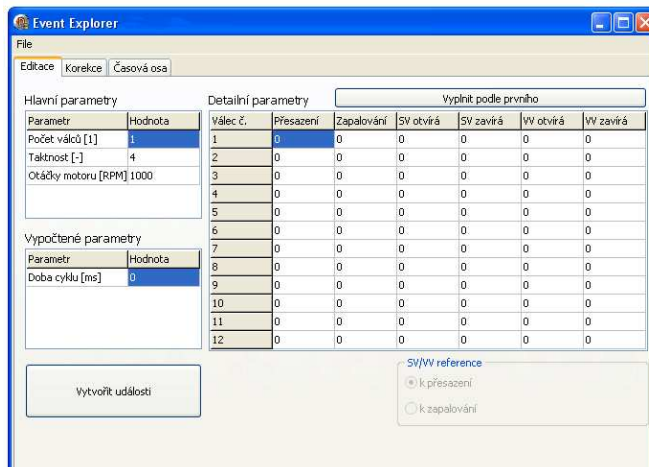 Event Explorer
File
Editace Korekce Časová osa
Hlavní parametry
Parametr Hodnota
Počet válců [1] 1
Taktnost [-] 4
Otáčky motoru [RPM] 1000
Vypočtené parametry
Parametr Hodnota
Doba cyklu [ms] 0
Vytvořit události
Detailní parametry Vyplnit podle prvního
Válec č. Přesazení Zapalování SV otvírá SV zavírá VV otvírá VV zavírá
1 0 0 0 0 0 0
2 0 0 0 0 0 0
3 0 0 0 0 0 0
4 0 0 0 0 0 0
5 0 0 0 0 0 0
6 0 0 0 0 0 0
7 0 0 0 0 0 0
8 0 0 0 0 0 0
9 0 0 0 0 0 0
10 0 0 0 0 0 0
11 0 0 0 0 0 0
12 0 0 0 0 0 0
SV/VV reference
k přesazení
k zapalování